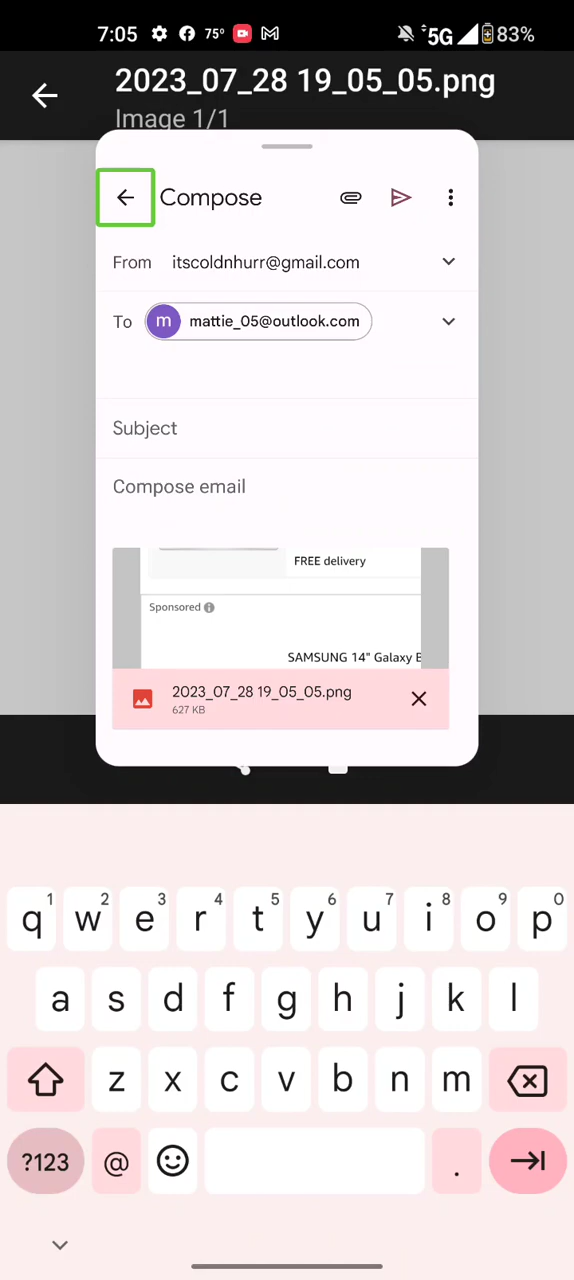 7:05 75° 5G 83%
2023_07_28 19_05_05.png
Image 1/1
Compose
From itscoldnhurr@gmail.com
To m mattie_05@outlook.com
Subject
Compose email
FREE delivery
Sponsored
SAMSUNG 14" Galaxy B
2023_07_28 19_05_05.png
627 KB
1 2 3 4 5 6 7 8 9 0
q w e r t y u i o p
a s d f g h j k l
z x c v b n m
?123 @ .